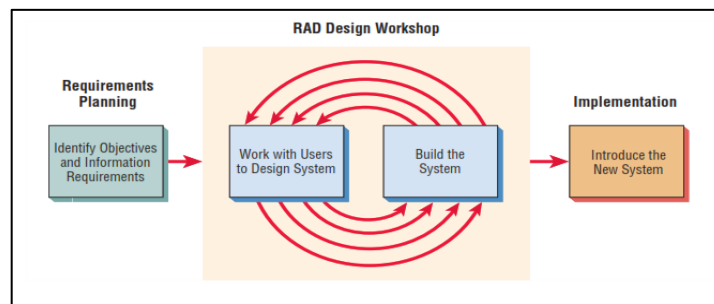 RAD Design Workshop
Requirements
Planning
Identify Objectives
and Information
Requirements
Work with Users
to Design System
Build the
System
Implementation
Introduce the
New System